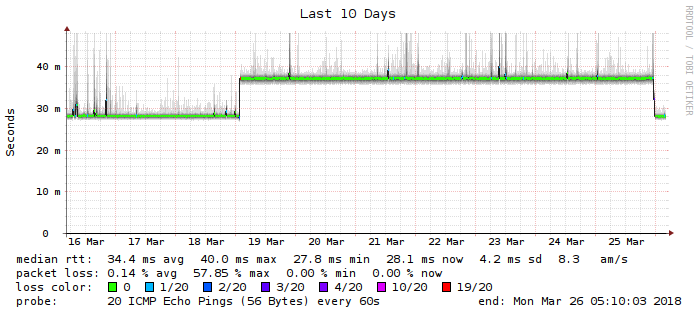 Last 10 Days
RRDTOOL / TOBI OETIKER
Seconds
40 m
30 m
20 m
10 m
0
16 Mar 17 Mar 18 Mar 19 Mar 20 Mar 21 Mar 22 Mar 23 Mar 24 Mar 25 Mar
median rtt: 34.4 ms avg 40.0 ms max 27.8 ms min 28.1 ms now 4.2 ms sd 8.3 am/s
packet loss: 0.14 % avg 57.85 % max 0.00 % min 0.00 % now
loss color: 0 1/20 2/20 3/20 4/20 10/20 19/20
probe: 20 ICMP Echo Pings (56 Bytes) every 60s end: Mon Mar 26 05:10:03 2018